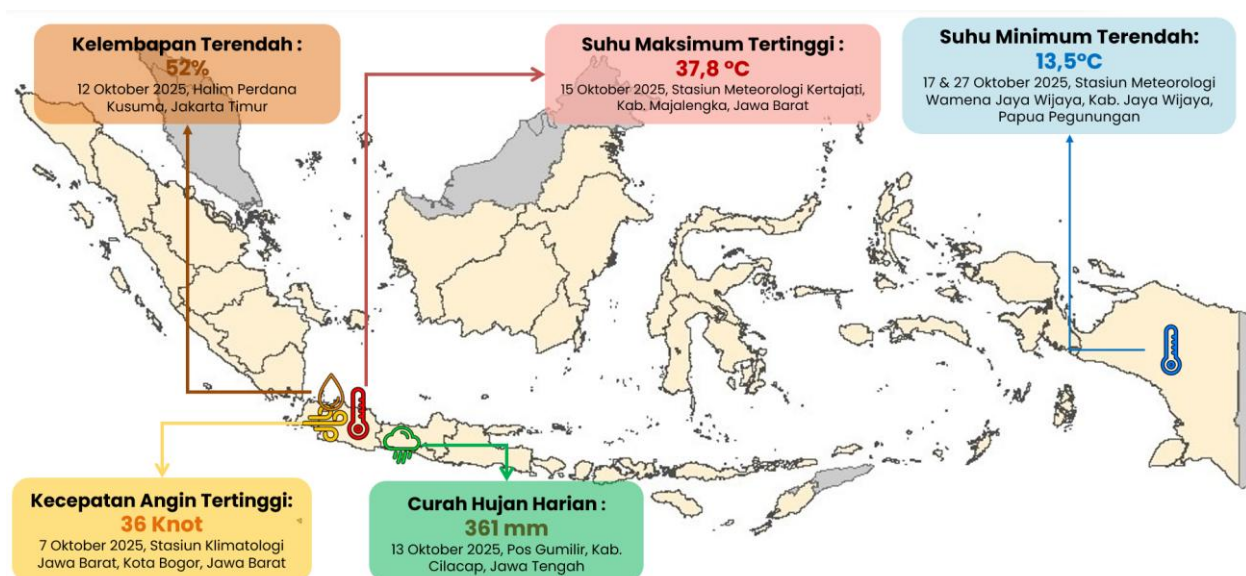 Kelembapan Terendah :
52%
12 Oktober 2025, Halim Perdana
Kusuma, Jakarta Timur
Suhu Maksimum Tertinggi :
37,8 °C
15 Oktober 2025, Stasiun Meteorologi Kertajati,
Kab. Majalengka, Jawa Barat
Suhu Minimum Terendah:
13,5°C
17 & 27 Oktober 2025, Stasiun Meteorologi
Wamena Jaya Wijaya, Kab. Jaya Wijaya,
Papua Pegunungan
Kecepatan Angin Tertinggi:
36 Knot
7 Oktober 2025, Stasiun Klimatologi
Jawa Barat, Kota Bogor, Jawa Barat
Curah Hujan Harian :
361 mm
13 Oktober 2025, Pos Gumilir, Kab.
Cilacap, Jawa Tengah